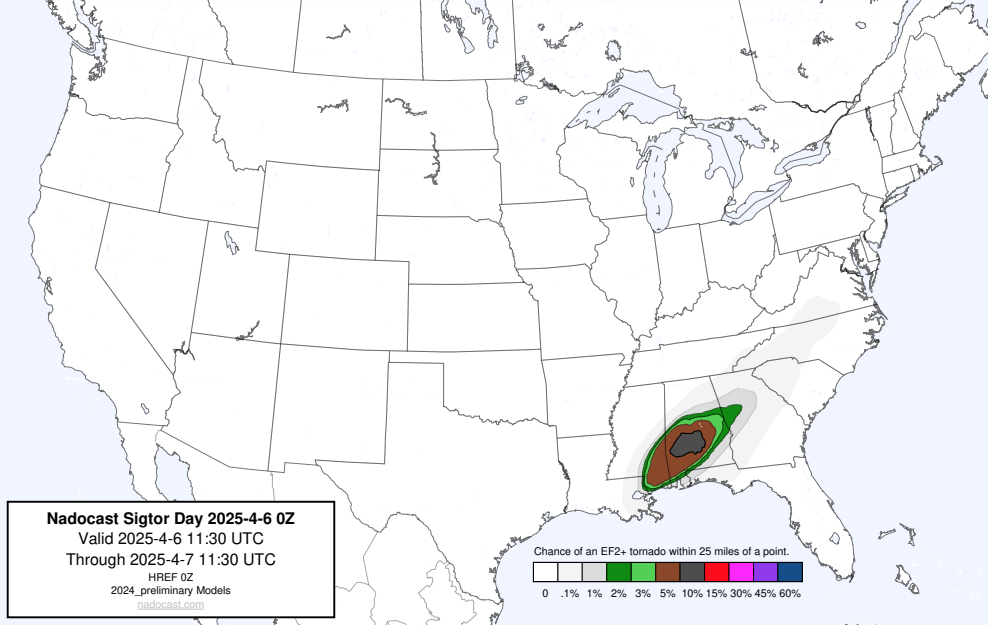 Nadocast Sigtor Day 2025-4-6 0Z
Valid 2025-4-6 11:30 UTC
Through 2025-4-7 11:30 UTC
HREF 0Z
2024_preliminary Models
nadocast.com
Chance of an EF2+ tornado within 25 miles of a point.
0 .1% 1% 2% 3% 5% 10% 15% 30% 45% 60%